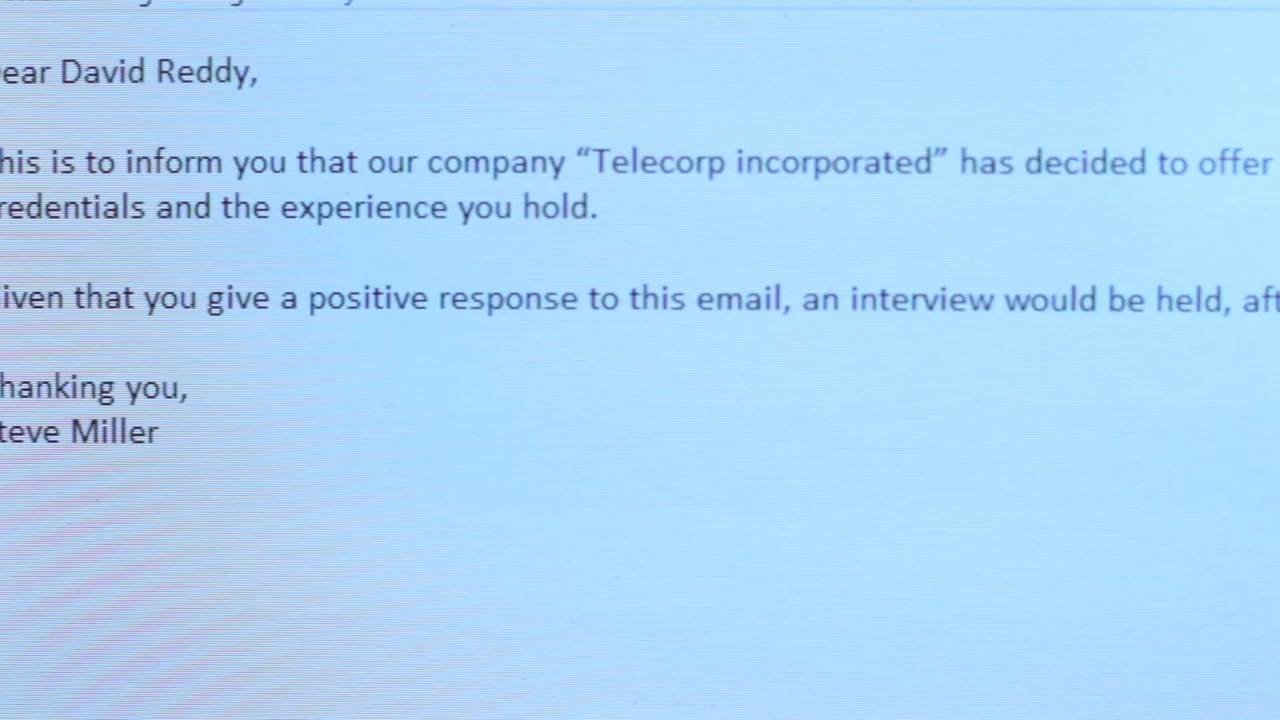 ear David Reddy,
his is to inform you that our company “Telecorp incorporated” has decided to offer
redentials and the experience you hold.
iven that you give a positive response to this email, an interview would be held, aft
hanking you,
teve Miller